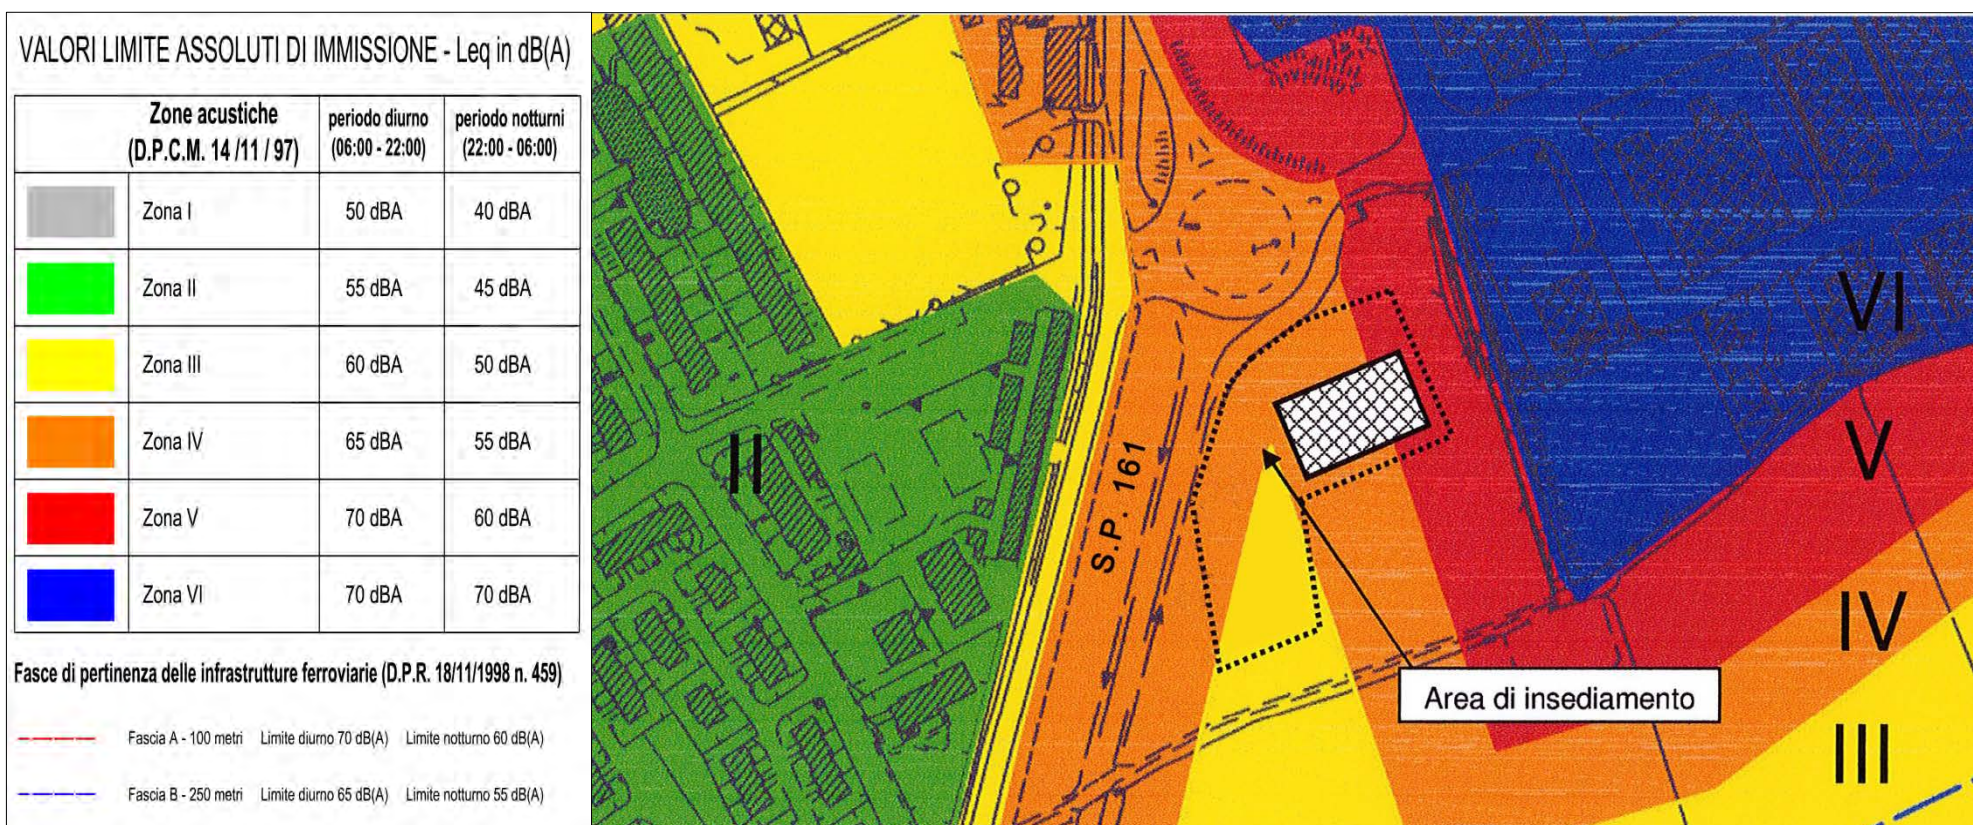 VALORI LIMITE ASSOLUTI DI IMMISSIONE - Leq in dB(A)
Zone acustiche
(D.P.C.M. 14 /11 / 97)
periodo diurno
(06:00 - 22:00)
periodo notturni
(22:00 - 06:00)
Zona I 50 dBA 40 dBA
Zona II 55 dBA 45 dBA
Zona III 60 dBA 50 dBA
Zona IV 65 dBA 55 dBA
Zona V 70 dBA 60 dBA
Zona VI 70 dBA 70 dBA
Fasce di pertinenza delle infrastrutture ferroviarie (D.P.R. 18/11/1998 n. 459)
Fascia A - 100 metri Limite diurno 70 dB(A) Limite notturno 60 dB(A)
Fascia B - 250 metri Limite diurno 65 dB(A) Limite notturno 55 dB(A)
VI
V
II
S.P. 161
IV
Area di insediamento
III